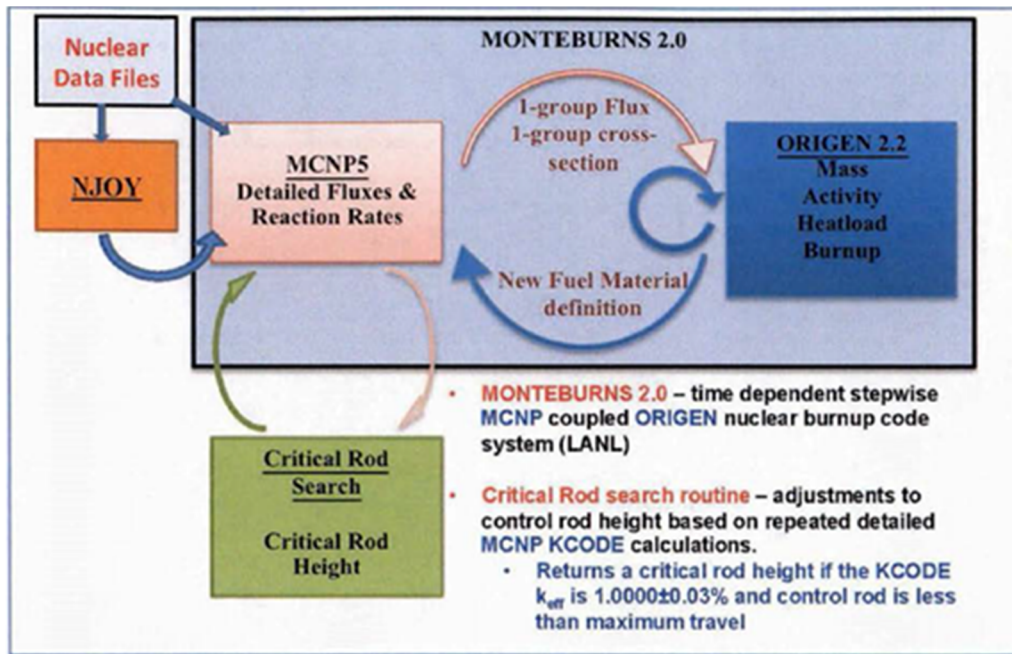 Nuclear
Data Files
MONTEBURNS 2.0
NJOY
MCNP5
Detailed Fluxes &
Reaction Rates
1-group Flux
1-group cross-
section
ORIGEN 2.2
Mass
Activity
Heatload
Burnup
New Fuel Material
definition
Critical Rod
Search
Critical Rod
Height
• MONTEBURNS 2.0 – time dependent stepwise
MCNP coupled ORIGEN nuclear burnup code
system (LANL)
• Critical Rod search routine – adjustments to
control rod height based on repeated detailed
MCNP KCODE calculations.
• Returns a critical rod height if the KCODE
keff is 1.0000±0.03% and control rod is less
than maximum travel